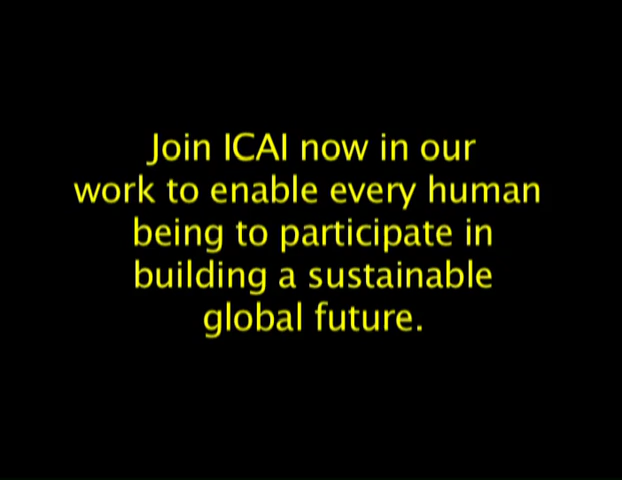 Join ICAI now in our
work to enable every human
being to participate in
building a sustainable
global future.